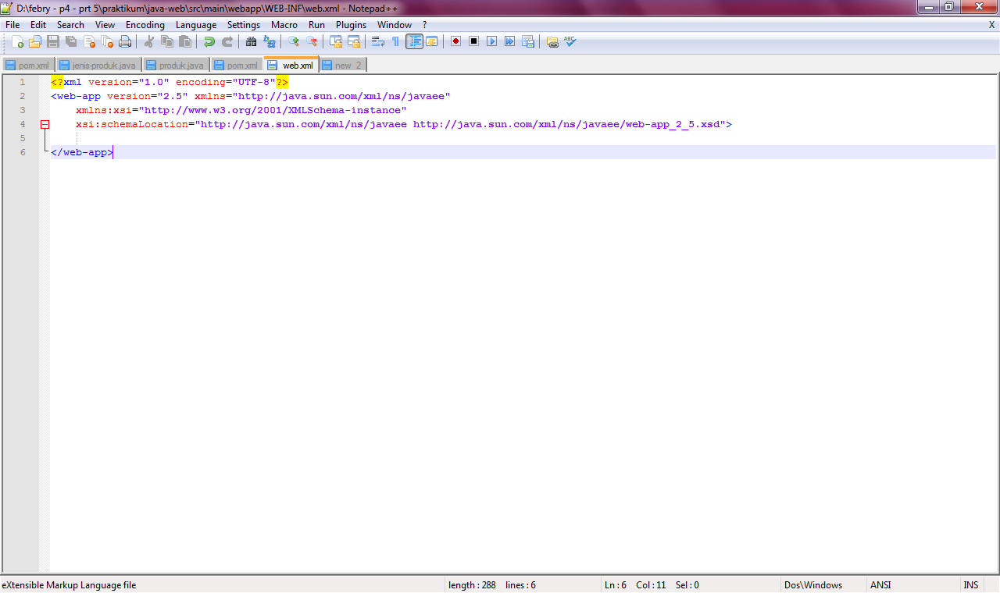 D:\febry - p4 - prt 5\praktikum\java-web\src\main\webapp\WEB-INF\web.xml - Notepad++
File Edit Search View Encoding Language Settings Macro Run Plugins Window ? X
pom.xml jenis-produk.java produk.java pom.xml web.xml new 2
1 <?xml version="1.0" encoding="UTF-8"?>
2 <web-app version="2.5" xmlns="http://java.sun.com/xml/ns/javaee"
3 xmlns:xsi="http://www.w3.org/2001/XMLSchema-instance"
4 xsi:schemaLocation="http://java.sun.com/xml/ns/javaee http://java.sun.com/xml/ns/javaee/web-app_2_5.xsd">
5
6 </web-app>
eXtensible Markup Language file length : 288 lines : 6 Ln : 6 Col : 11 Sel : 0 Dos\Windows ANSI INS